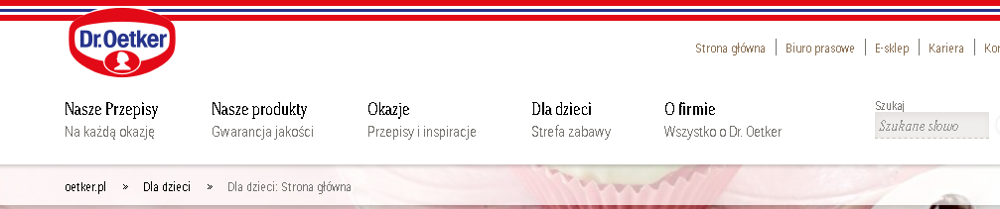 Dr.Oetker
Strona główna Biuro prasowe E-sklep Kariera
Nasze Przepisy Nasze produkty Okazje Dla dzieci O firmie
Na każdą okazję Gwarancja jakości Przepisy i inspiracje Strefa zabawy Wszystko o Dr. Oetker
Szukaj
Szukane słowo
oetker.pl » Dla dzieci » Dla dzieci: Strona główna